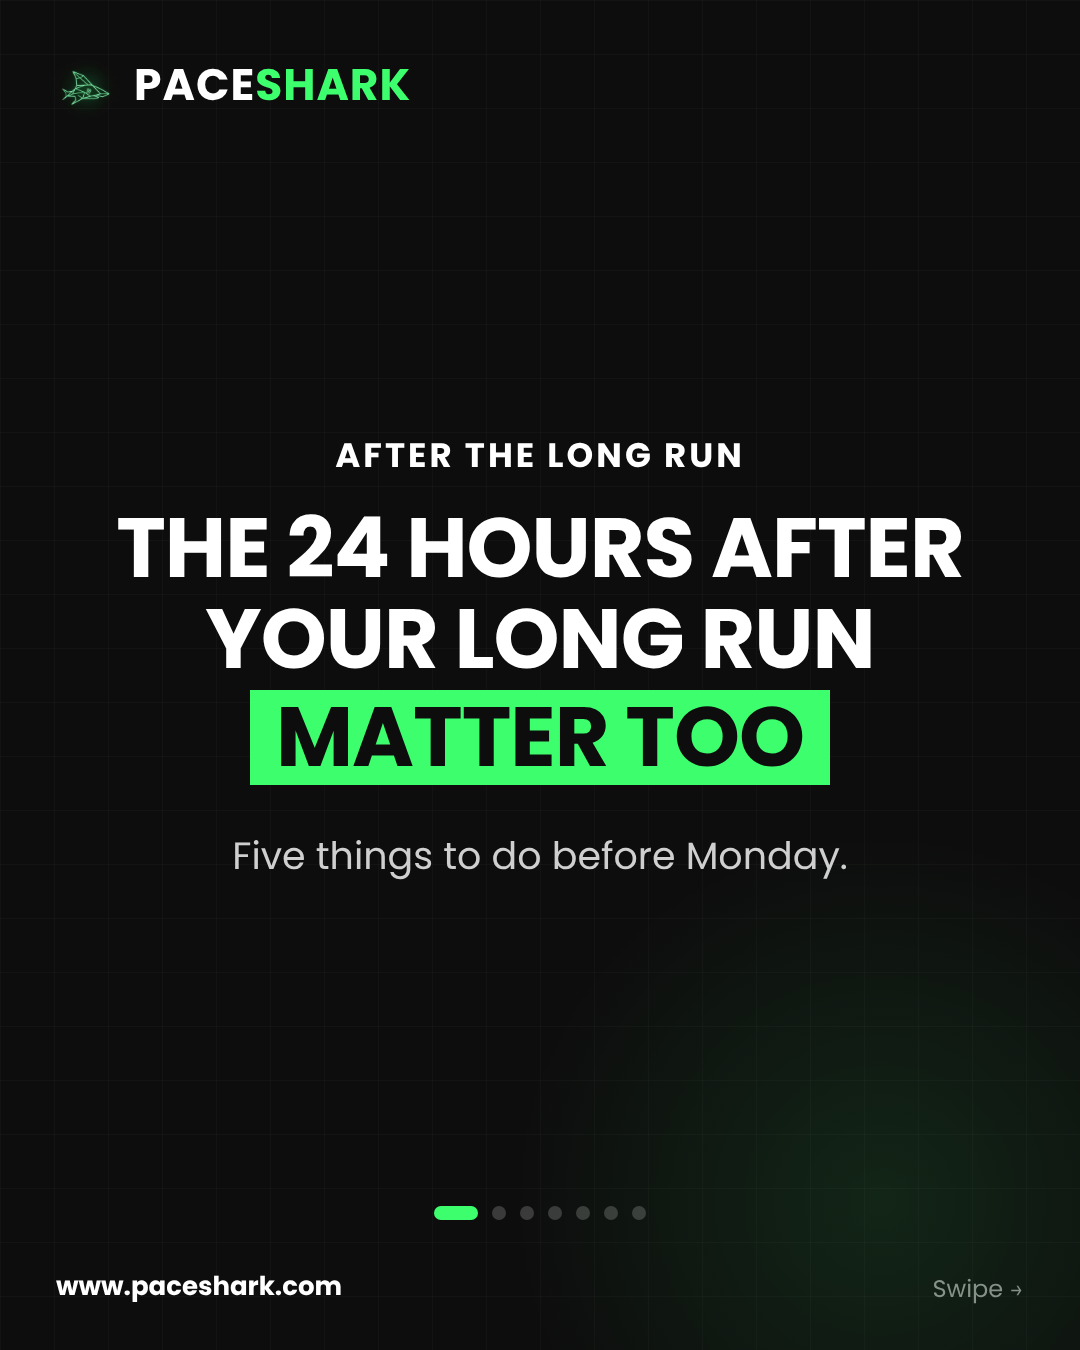 PACESHARK
AFTER THE LONG RUN
THE 24 HOURS AFTER
YOUR LONG RUN
MATTER TOO
Five things to do before Monday.
www.paceshark.com
Swipe →